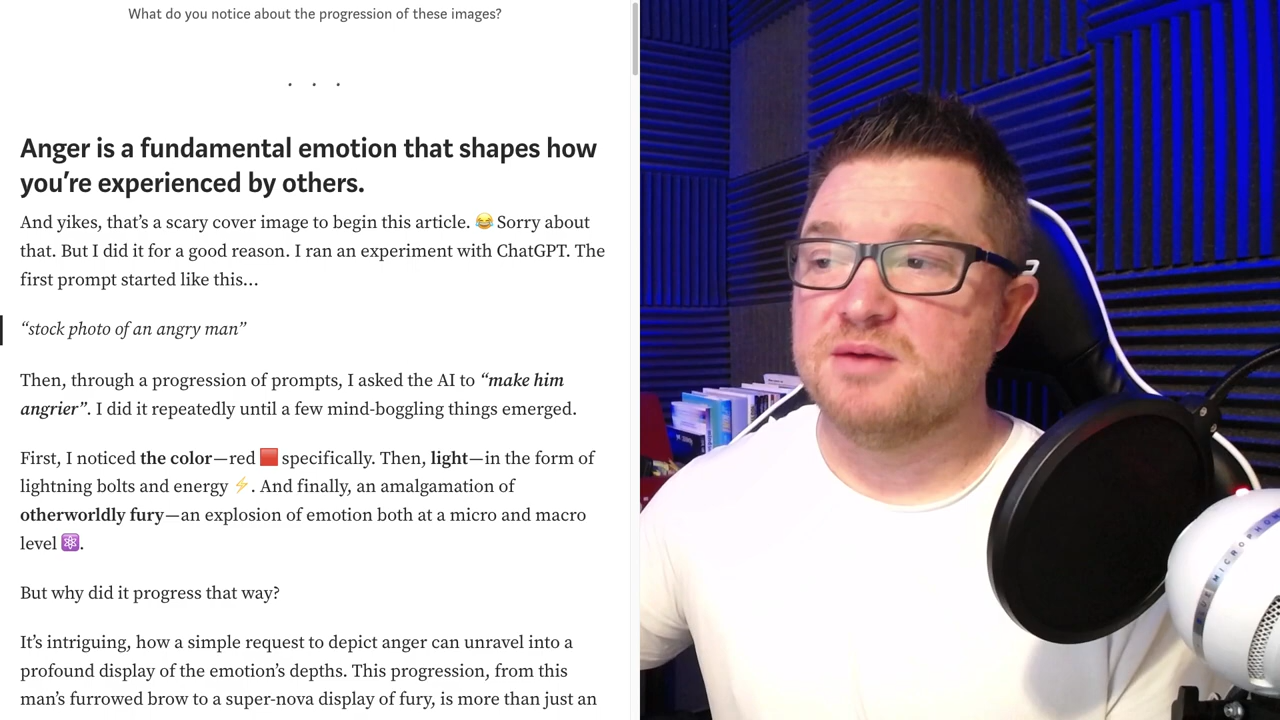 What do you notice about the progression of these images?
. . .
Anger is a fundamental emotion that shapes how
you’re experienced by others.
And yikes, that’s a scary cover image to begin this article. 😂 Sorry about
that. But I did it for a good reason. I ran an experiment with ChatGPT. The
first prompt started like this…
“stock photo of an angry man”
Then, through a progression of prompts, I asked the AI to “make him
angrier”. I did it repeatedly until a few mind-boggling things emerged.
First, I noticed the color—red 🟥 specifically. Then, light—in the form of
lightning bolts and energy ⚡. And finally, an amalgamation of
otherworldly fury—an explosion of emotion both at a micro and macro
level ⚛️.
But why did it progress that way?
It’s intriguing, how a simple request to depict anger can unravel into a
profound display of the emotion’s depths. This progression, from this
man’s furrowed brow to a super-nova display of fury, is more than just an
BLUE MICROPHONES